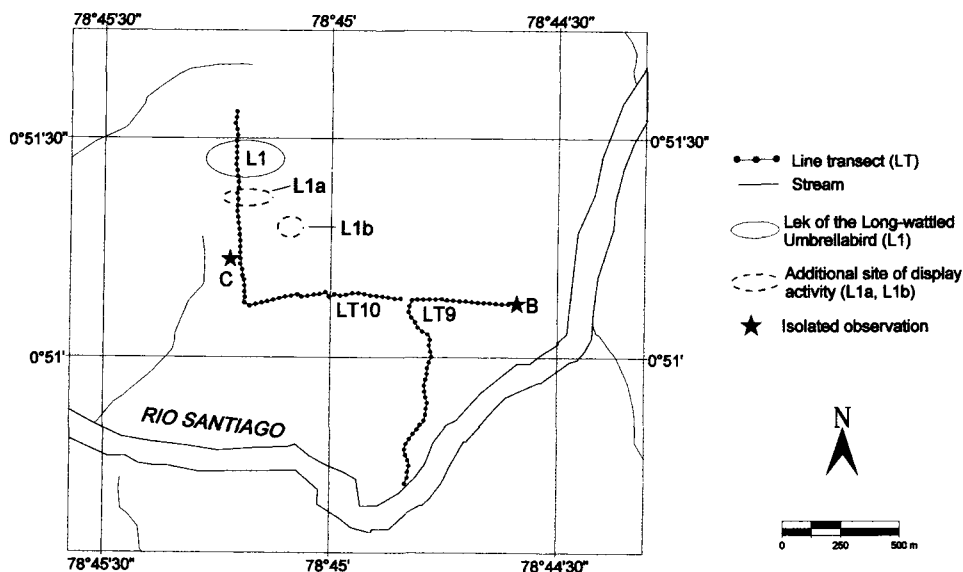 78°45'30"
78°45'
78°44'30"
0°51'30"
0°51'30"
L1
L1a
L1b
C
B
LT10
LT9
0°51'
0°51'
RIO SANTIAGO
78°45'30"
78°45'
78°44'30"
Line transect (LT)
Stream
Lek of the Long-wattled
Umbrellabird (L1)
Additional site of display
activity (L1a, L1b)
Isolated observation
N
0 250 500 m